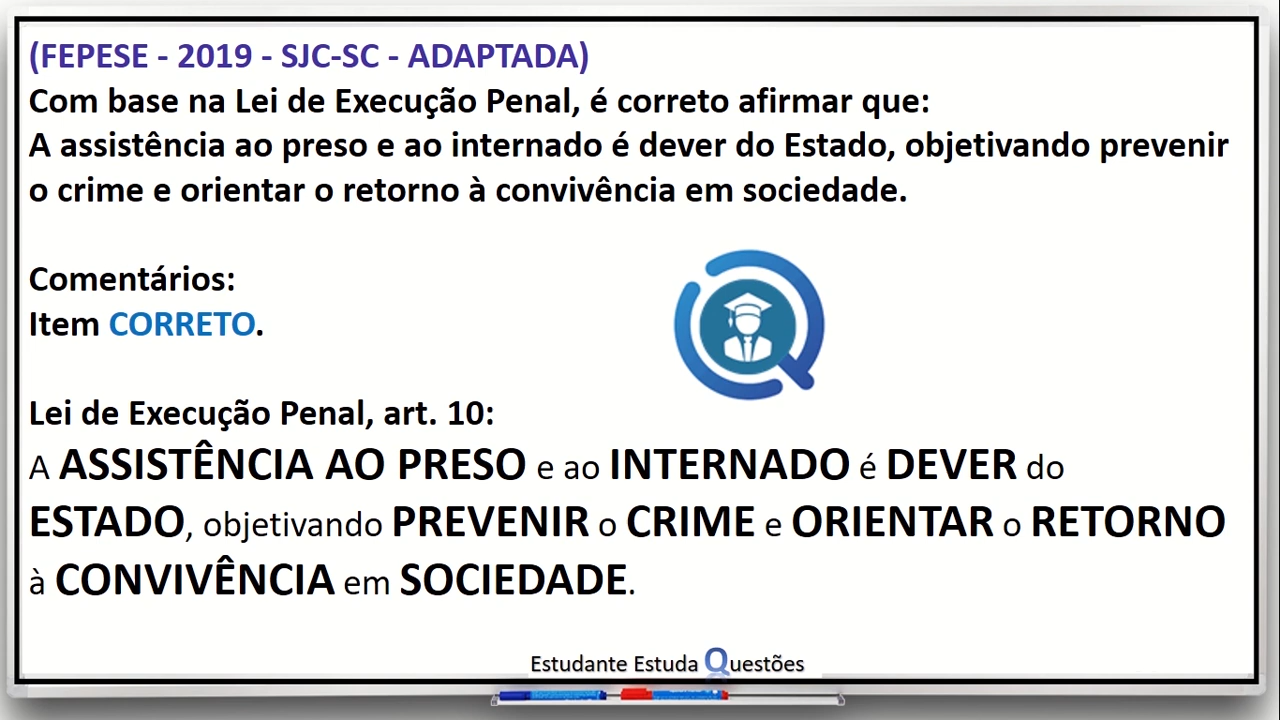 (FEPESE - 2019 - SJC-SC - ADAPTADA)
Com base na Lei de Execução Penal, é correto afirmar que:
A assistência ao preso e ao internado é dever do Estado, objetivando prevenir
o crime e orientar o retorno à convivência em sociedade.
Comentários:
Item CORRETO.
Lei de Execução Penal, art. 10:
A ASSISTÊNCIA AO PRESO e ao INTERNADO é DEVER do
ESTADO, objetivando PREVENIR o CRIME e ORIENTAR o RETORNO
à CONVIVÊNCIA em SOCIEDADE.
Estudante Estuda Questões